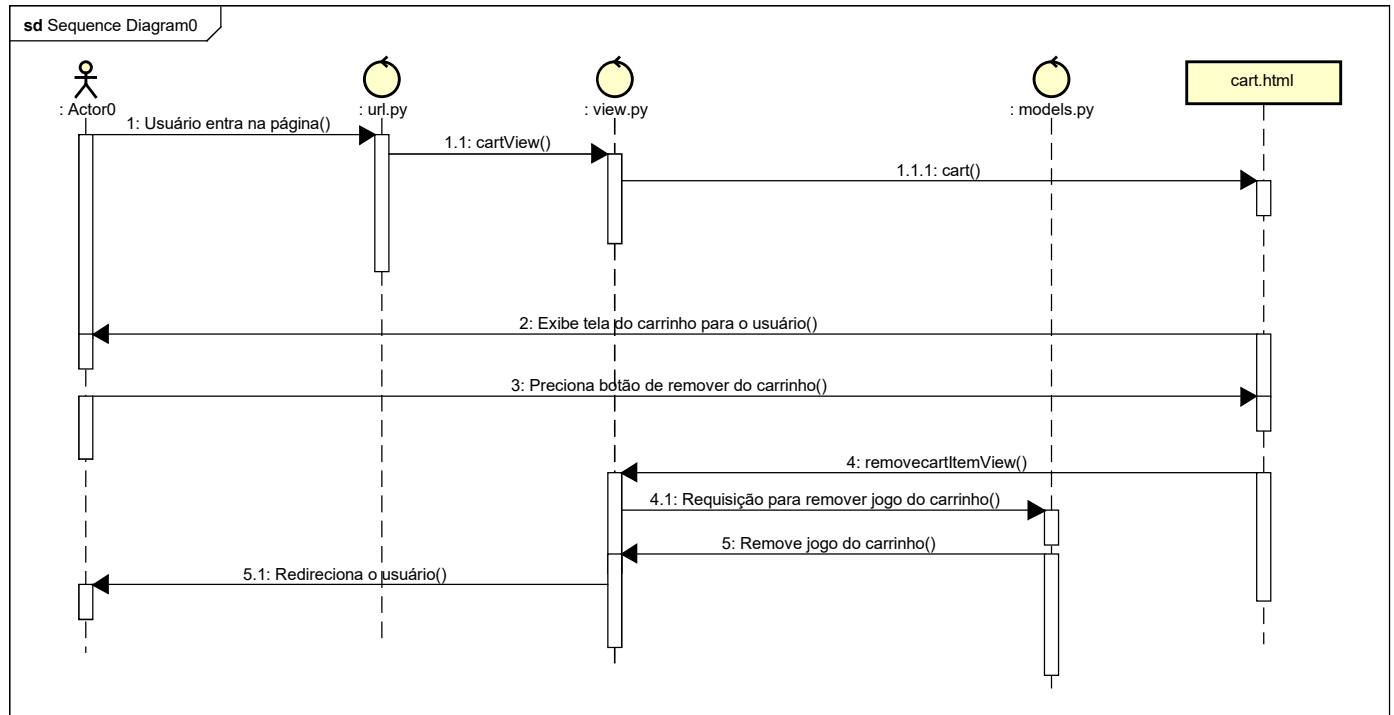 sd Sequence Diagram0
: Actor0
: url.py
: view.py
: models.py
cart.html
1: Usuário entra na página()
1.1: cartView()
1.1.1: cart()
2: Exibe tela do carrinho para o usuário()
3: Preciona botão de remover do carrinho()
4: removecartItemView()
4.1: Requisição para remover jogo do carrinho()
5: Remove jogo do carrinho()
5.1: Redireciona o usuário()